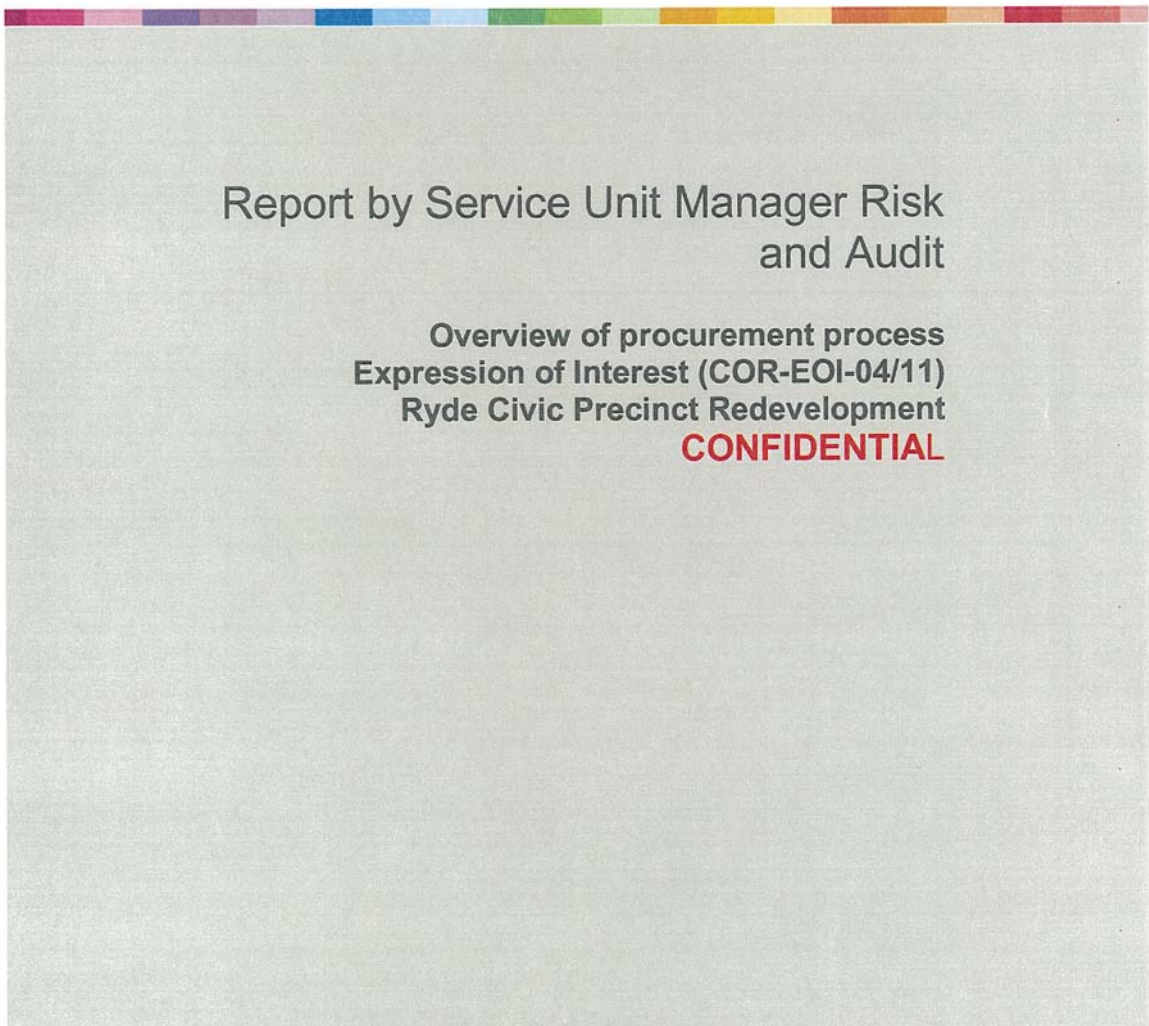 Report by Service Unit Manager Risk
and Audit
Overview of procurement process
Expression of Interest (COR-EOI-04/11)
Ryde Civic Precinct Redevelopment
CONFIDENTIAL